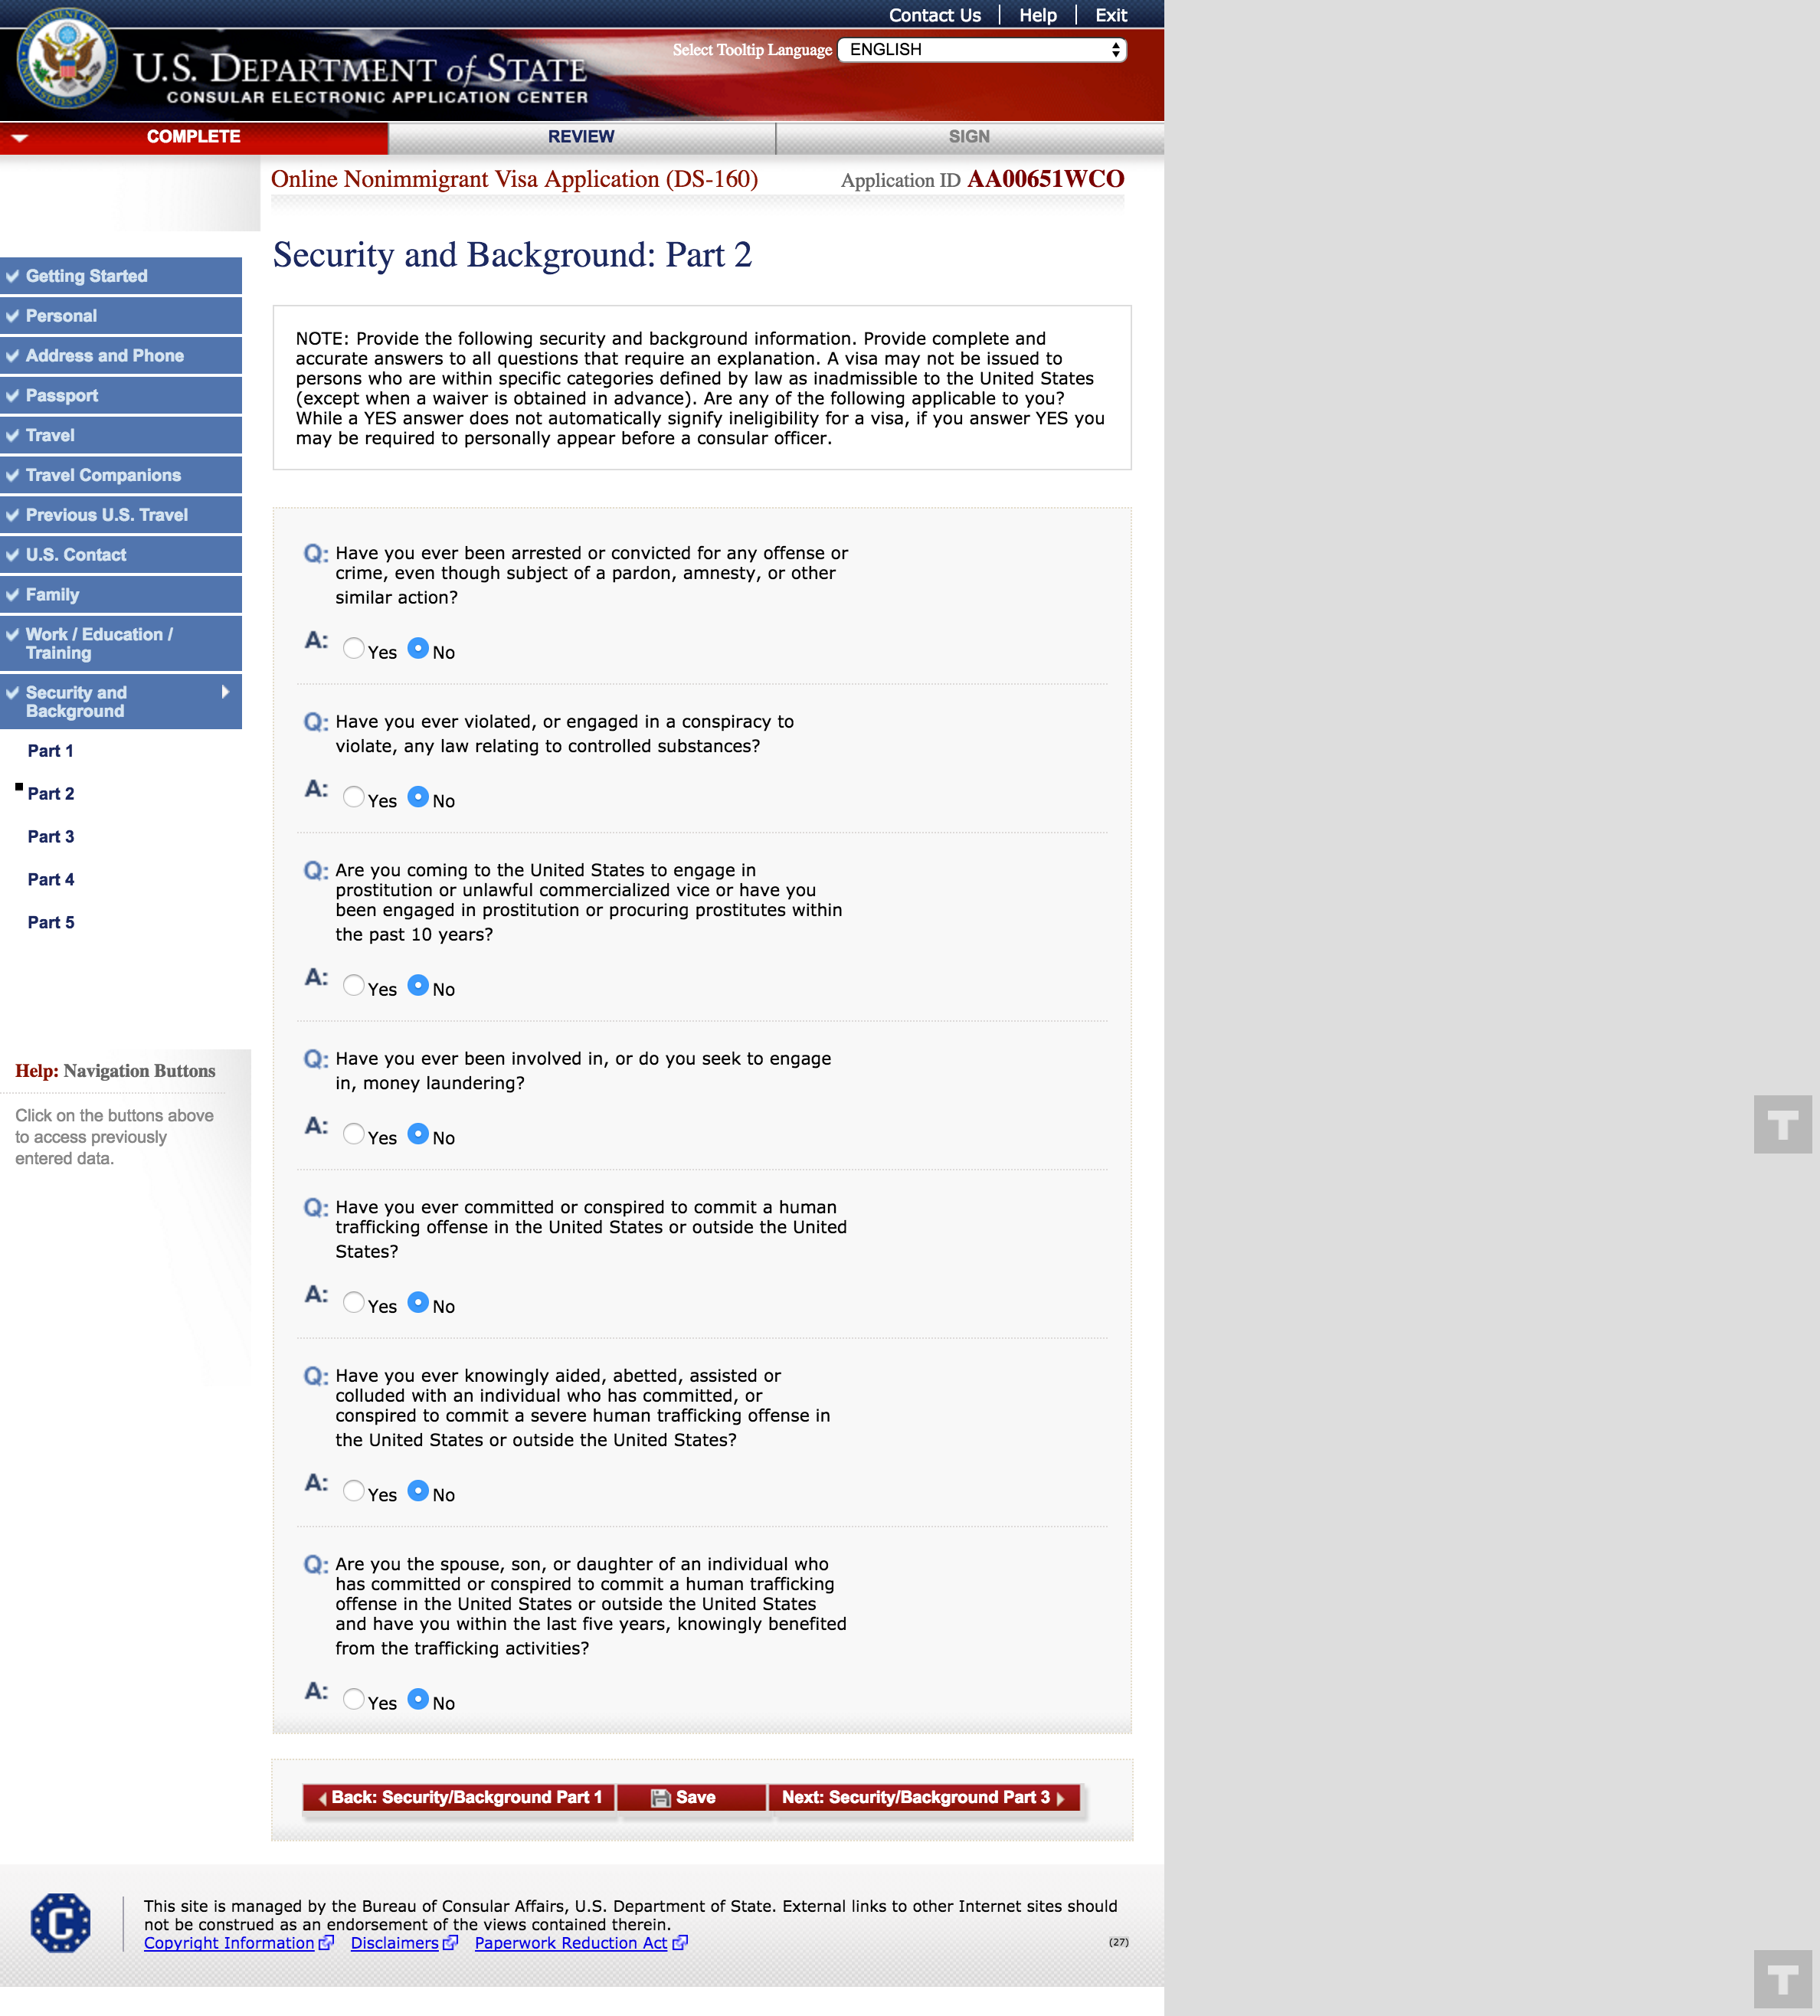 Contact Us | Help | Exit
Select Tooltip Language ENGLISH
U.S. DEPARTMENT of STATE
CONSULAR ELECTRONIC APPLICATION CENTER
COMPLETE REVIEW SIGN
Online Nonimmigrant Visa Application (DS-160) Application ID AA00651WCO
Security and Background: Part 2
Getting Started
Personal
Address and Phone
Passport
Travel
Travel Companions
Previous U.S. Travel
U.S. Contact
Family
Work / Education /
Training
Security and
Background
Part 1
Part 2
Part 3
Part 4
Part 5
Help: Navigation Buttons
Click on the buttons above
to access previously
entered data.
NOTE: Provide the following security and background information. Provide complete and
accurate answers to all questions that require an explanation. A visa may not be issued to
persons who are within specific categories defined by law as inadmissible to the United States
(except when a waiver is obtained in advance). Are any of the following applicable to you?
While a YES answer does not automatically signify ineligibility for a visa, if you answer YES you
may be required to personally appear before a consular officer.
Q: Have you ever been arrested or convicted for any offense or
crime, even though subject of a pardon, amnesty, or other
similar action?
A: Yes No
Q: Have you ever violated, or engaged in a conspiracy to
violate, any law relating to controlled substances?
A: Yes No
Q: Are you coming to the United States to engage in
prostitution or unlawful commercialized vice or have you
been engaged in prostitution or procuring prostitutes within
the past 10 years?
A: Yes No
Q: Have you ever been involved in, or do you seek to engage
in, money laundering?
A: Yes No
Q: Have you ever committed or conspired to commit a human
trafficking offense in the United States or outside the United
States?
A: Yes No
Q: Have you ever knowingly aided, abetted, assisted or
colluded with an individual who has committed, or
conspired to commit a severe human trafficking offense in
the United States or outside the United States?
A: Yes No
Q: Are you the spouse, son, or daughter of an individual who
has committed or conspired to commit a human trafficking
offense in the United States or outside the United States
and have you within the last five years, knowingly benefited
from the trafficking activities?
A: Yes No
Back: Security/Background Part 1 Save Next: Security/Background Part 3
C
This site is managed by the Bureau of Consular Affairs, U.S. Department of State. External links to other Internet sites should
not be construed as an endorsement of the views contained therein.
Copyright Information Disclaimers Paperwork Reduction Act (27)
T
T